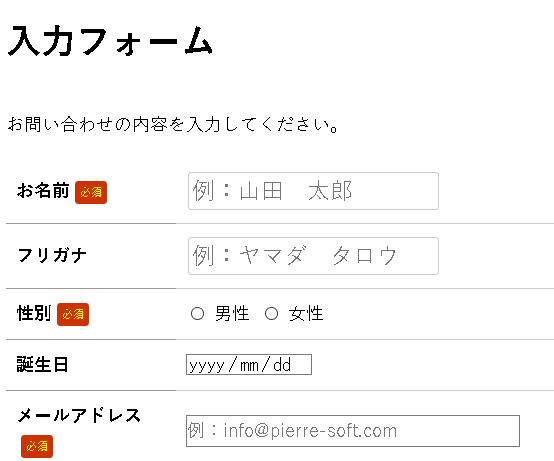 入力フォーム
お問い合わせの内容を入力してください。
お名前 必須 例：山田　太郎
フリガナ 例：ヤマダ　タロウ
性別 必須 男性 女性
誕生日 yyyy/mm/dd
メールアドレス 例：info@pierre-soft.com
必須